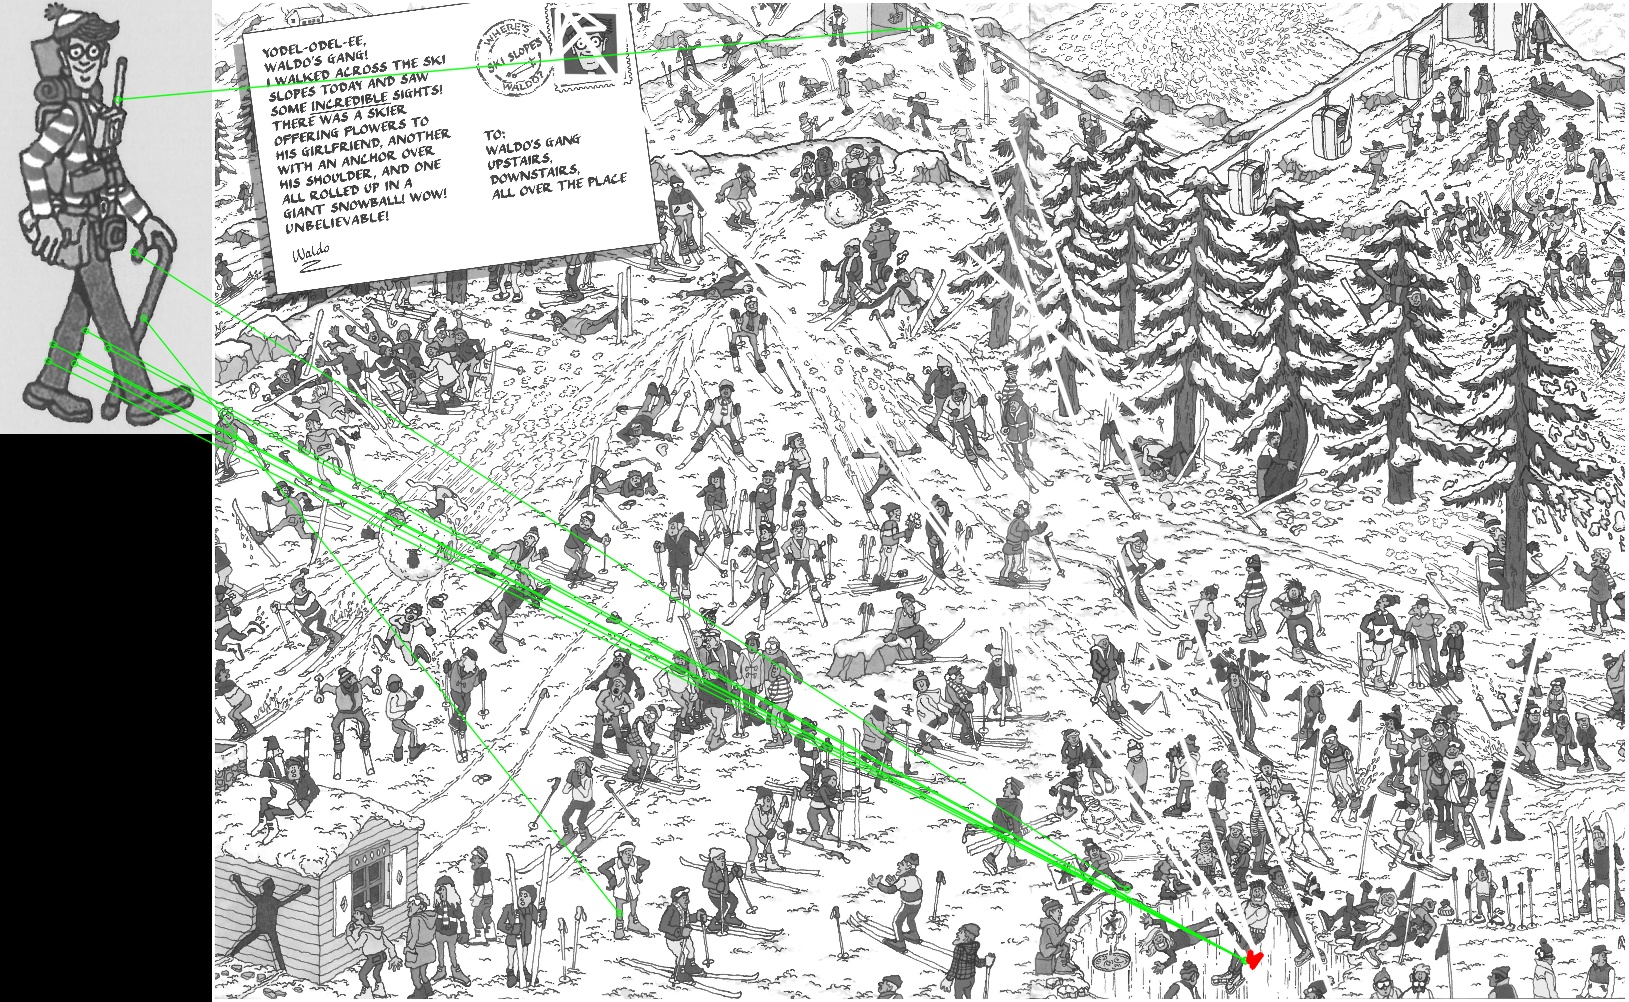 YODEL-ODEL-EE,
WALDO'S GANG!
I WALKED ACROSS THE SKI
SLOPES TODAY AND SAW
SOME INCREDIBLE SIGHTS!
THERE WAS A SKIER
OFFERING FLOWERS TO
HIS GIRLFRIEND, ANOTHER
WITH AN ANCHOR OVER
HIS SHOULDER, AND ONE
ALL ROLLED UP IN A
GIANT SNOWBALL! WOW!
UNBELIEVABLE!
Waldo
WHERE'S
SKI SLOPES
WALDO?
TO:
WALDO'S GANG
UPSTAIRS,
DOWNSTAIRS,
ALL OVER THE PLACE